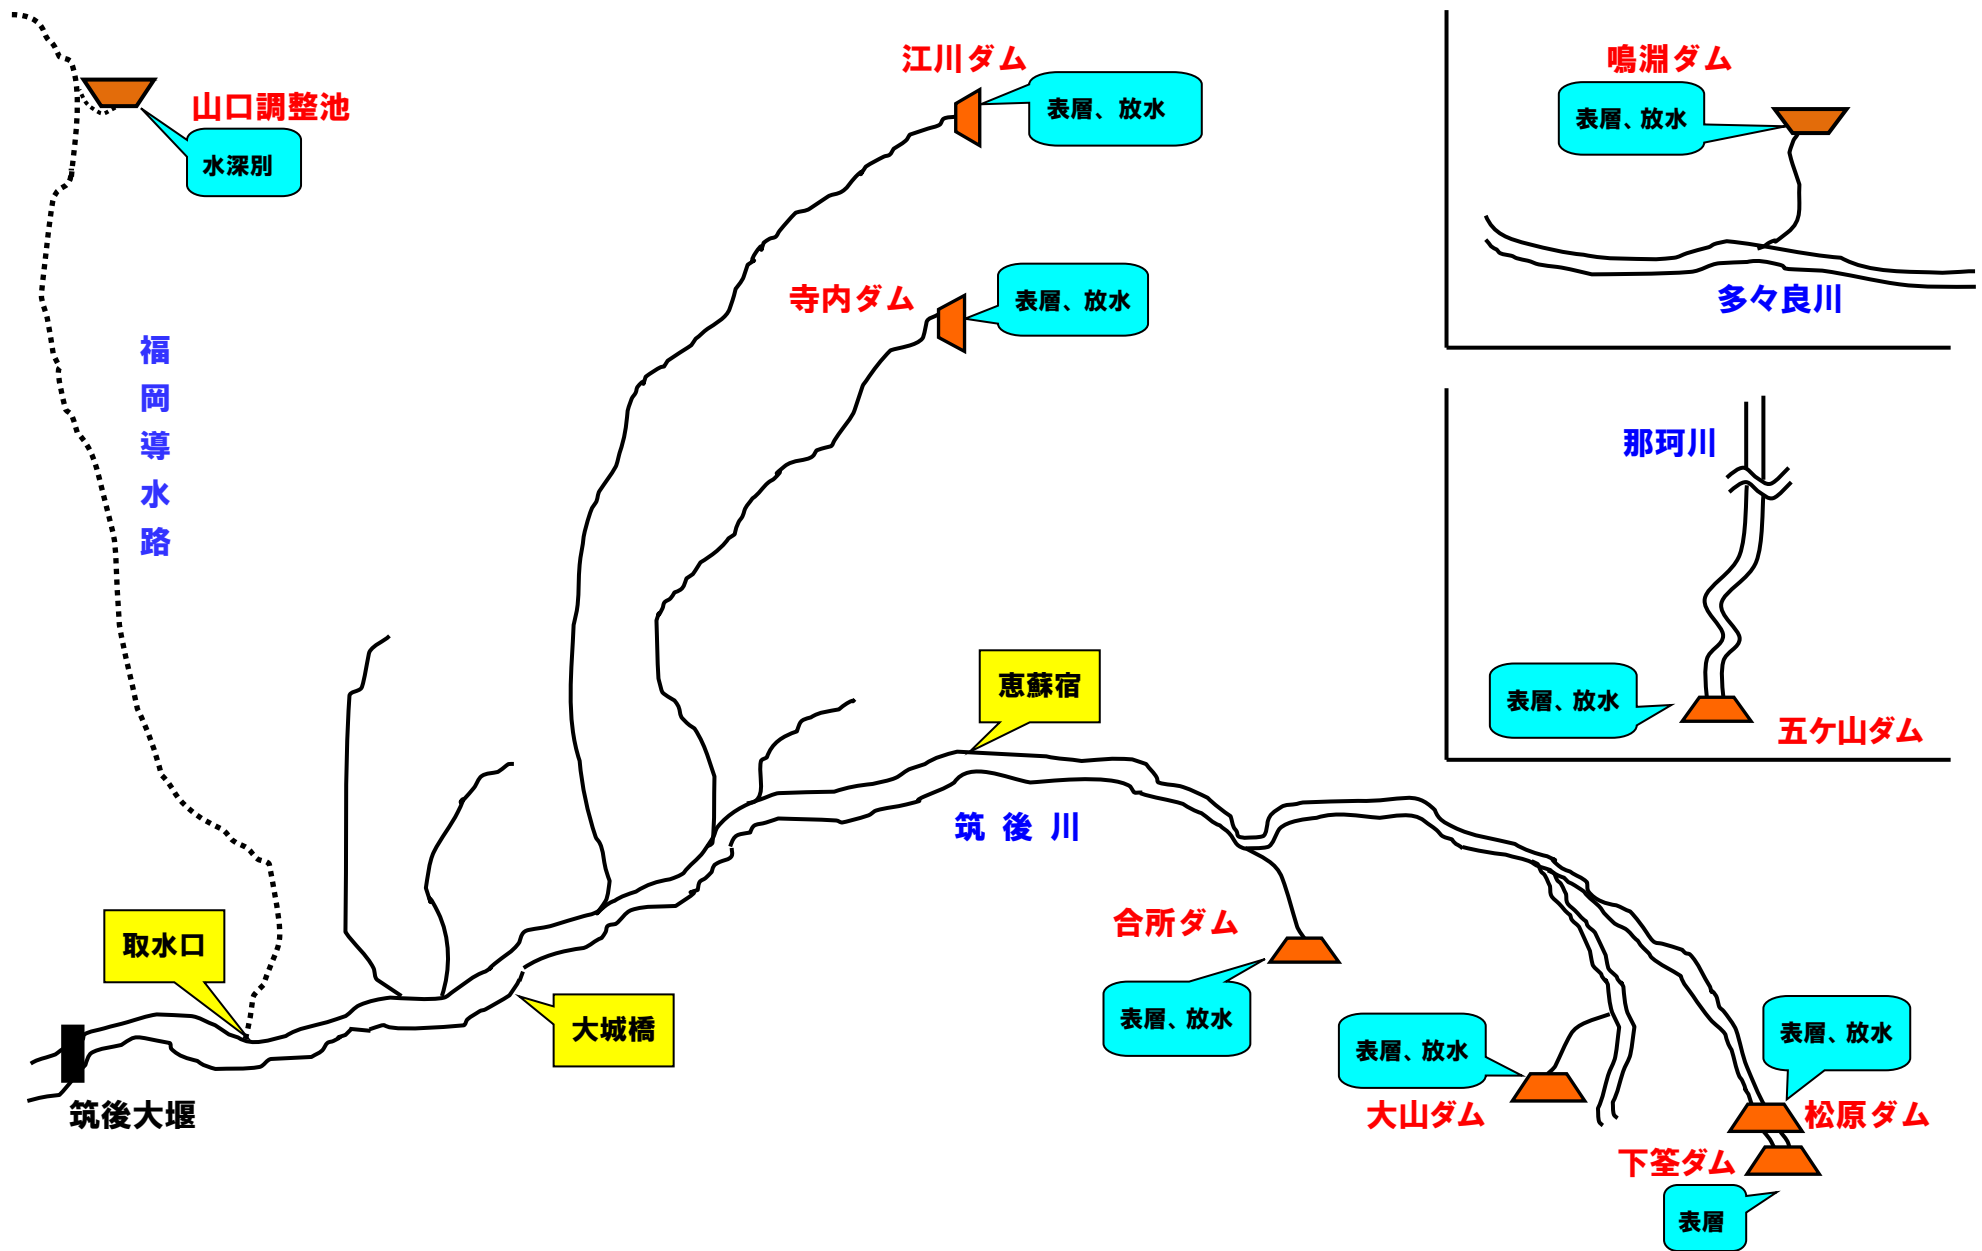 江川ダム
表層、放水
山口調整池
水深別
寺内ダム
表層、放水
福岡導水路
鳴淵ダム
表層、放水
多々良川
那珂川
表層、放水
五ケ山ダム
恵蘇宿
筑後川
取水口
大城橋
筑後大堰
合所ダム
表層、放水
表層、放水
大山ダム
表層、放水
松原ダム
下筌ダム
表層